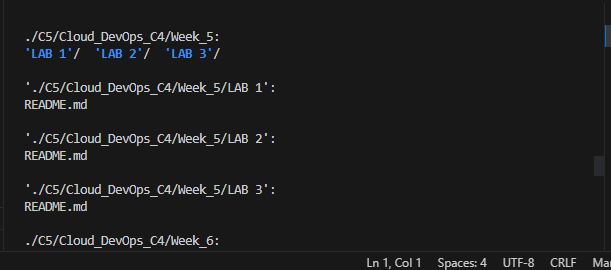 ./C5/Cloud_DevOps_C4/Week_5:
'LAB 1'/  'LAB 2'/  'LAB 3'/
'./C5/Cloud_DevOps_C4/Week_5/LAB 1':
README.md
'./C5/Cloud_DevOps_C4/Week_5/LAB 2':
README.md
'./C5/Cloud_DevOps_C4/Week_5/LAB 3':
README.md
./C5/Cloud_DevOps_C4/Week_6:
Ln 1, Col 1  Spaces: 4  UTF-8  CRLF